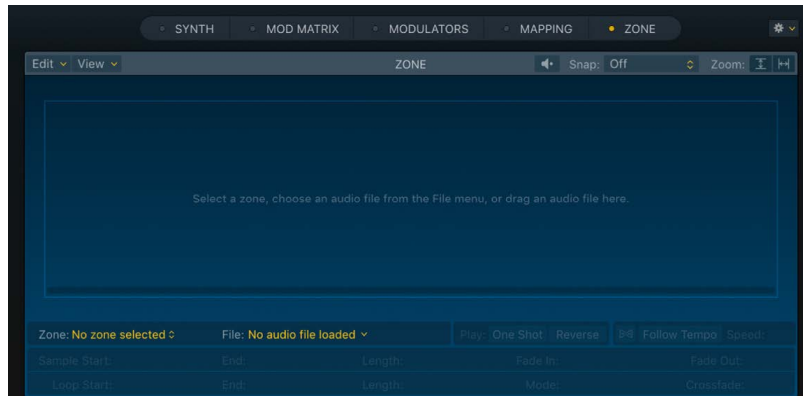 SYNTH MOD MATRIX MODULATORS MAPPING ZONE
Edit View ZONE Snap: Off Zoom:
Select a zone, choose an audio file from the File menu, or drag an audio file here.
Zone: No zone selected File: No audio file loaded Play: One Shot Reverse Follow Tempo Speed:
Sample Start: End: Length: Fade In: Fade Out:
Loop Start: End: Length: Mode: Crossfade: